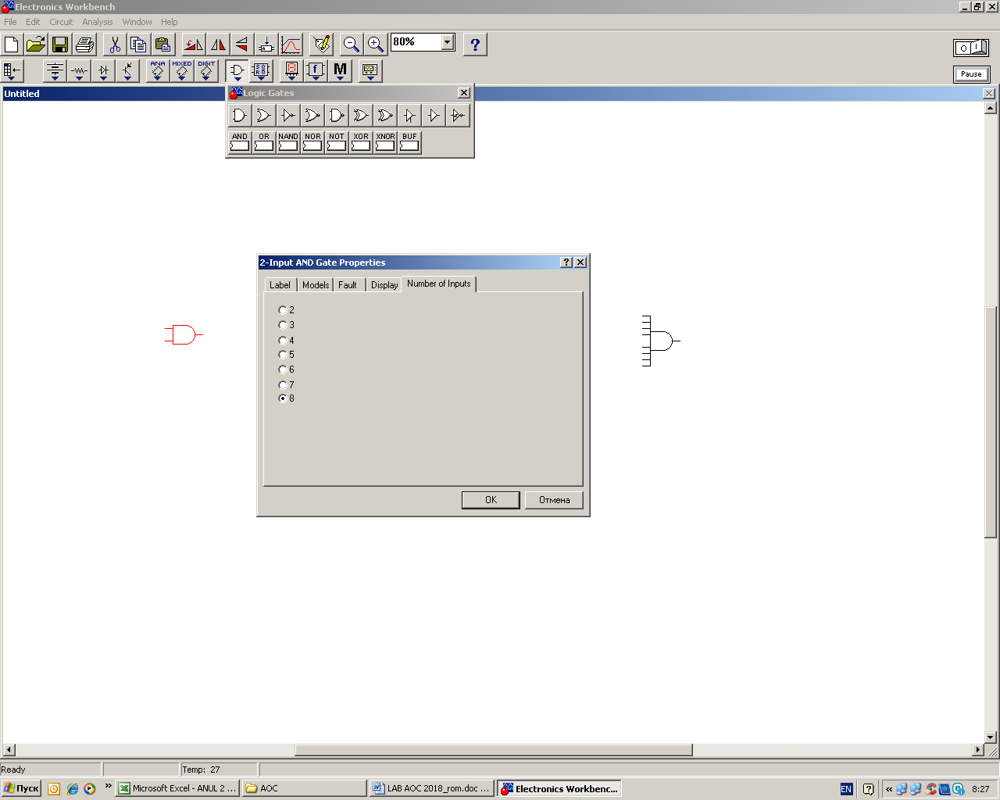 Electronics Workbench
File Edit Circuit Analysis Window Help
80% ?
ANA MIXED DIGIT f M
Pause
Untitled
Logic Gates
AND OR NAND NOR NOT XOR XNOR BUF
2-Input AND Gate Properties
Label Models Fault Display Number of Inputs
2
3
4
5
6
7
8
OK Отмена
Ready Temp: 27
Пуск » Microsoft Excel - ANUL 2 ... AOC LAB AOC 2018_rom.doc ... Electronics Workbenc... EN « 8:27